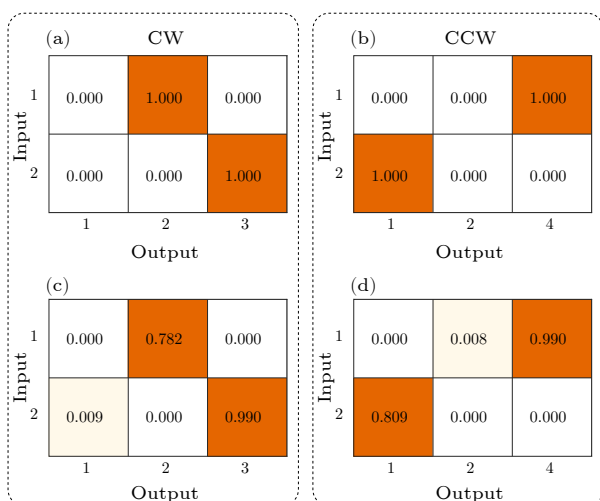 (a) CW
1 0.000 1.000 0.000
Input
2 0.000 0.000 1.000
1 2 3
Output
(b) CCW
1 0.000 0.000 1.000
Input
2 1.000 0.000 0.000
1 2 4
Output
(c)
1 0.000 0.782 0.000
Input
2 0.009 0.000 0.990
1 2 3
Output
(d)
1 0.000 0.008 0.990
Input
2 0.809 0.000 0.000
1 2 4
Output